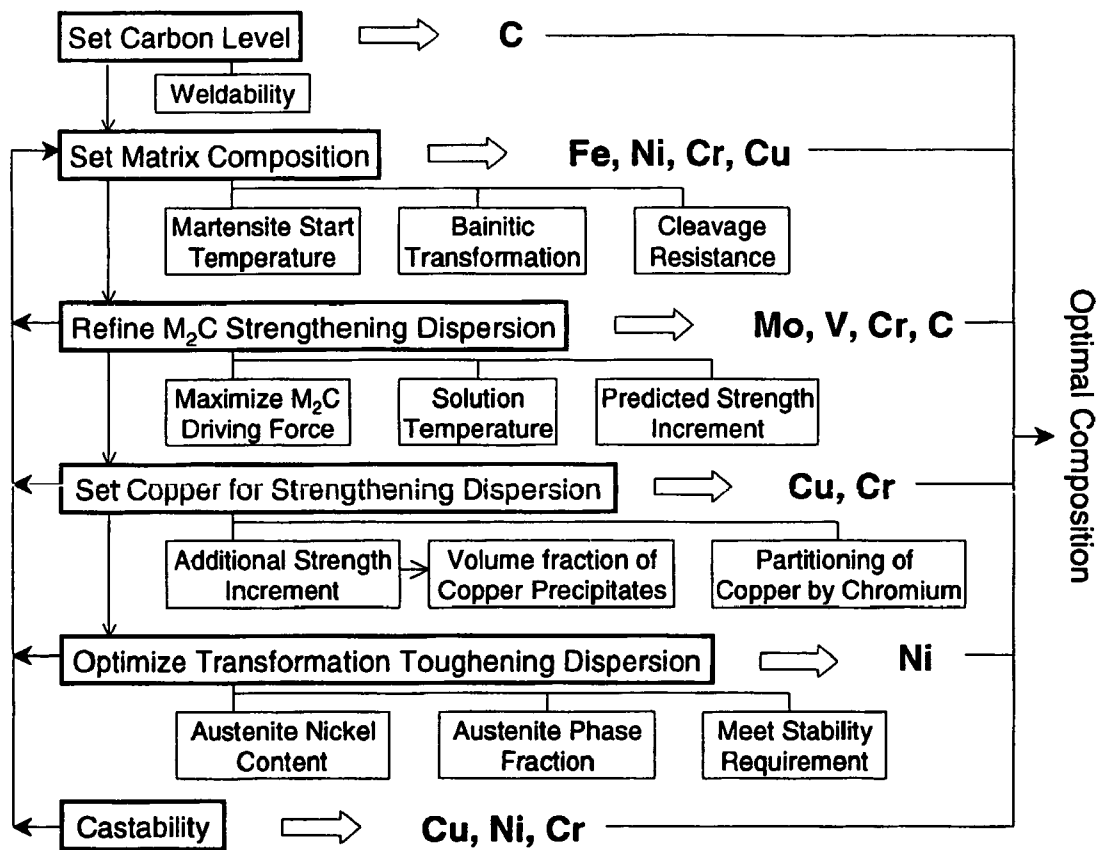 Set Carbon Level
C
Weldability
Set Matrix Composition
Fe, Ni, Cr, Cu
Martensite Start
Temperature
Bainitic
Transformation
Cleavage
Resistance
Refine M₂C Strengthening Dispersion
Mo, V, Cr, C
Maximize M₂C
Driving Force
Solution
Temperature
Predicted Strength
Increment
Set Copper for Strengthening Dispersion
Cu, Cr
Additional Strength
Increment
Volume fraction of
Copper Precipitates
Partitioning of
Copper by Chromium
Optimize Transformation Toughening Dispersion
Ni
Austenite Nickel
Content
Austenite Phase
Fraction
Meet Stability
Requirement
Castability
Cu, Ni, Cr
Optimal Composition